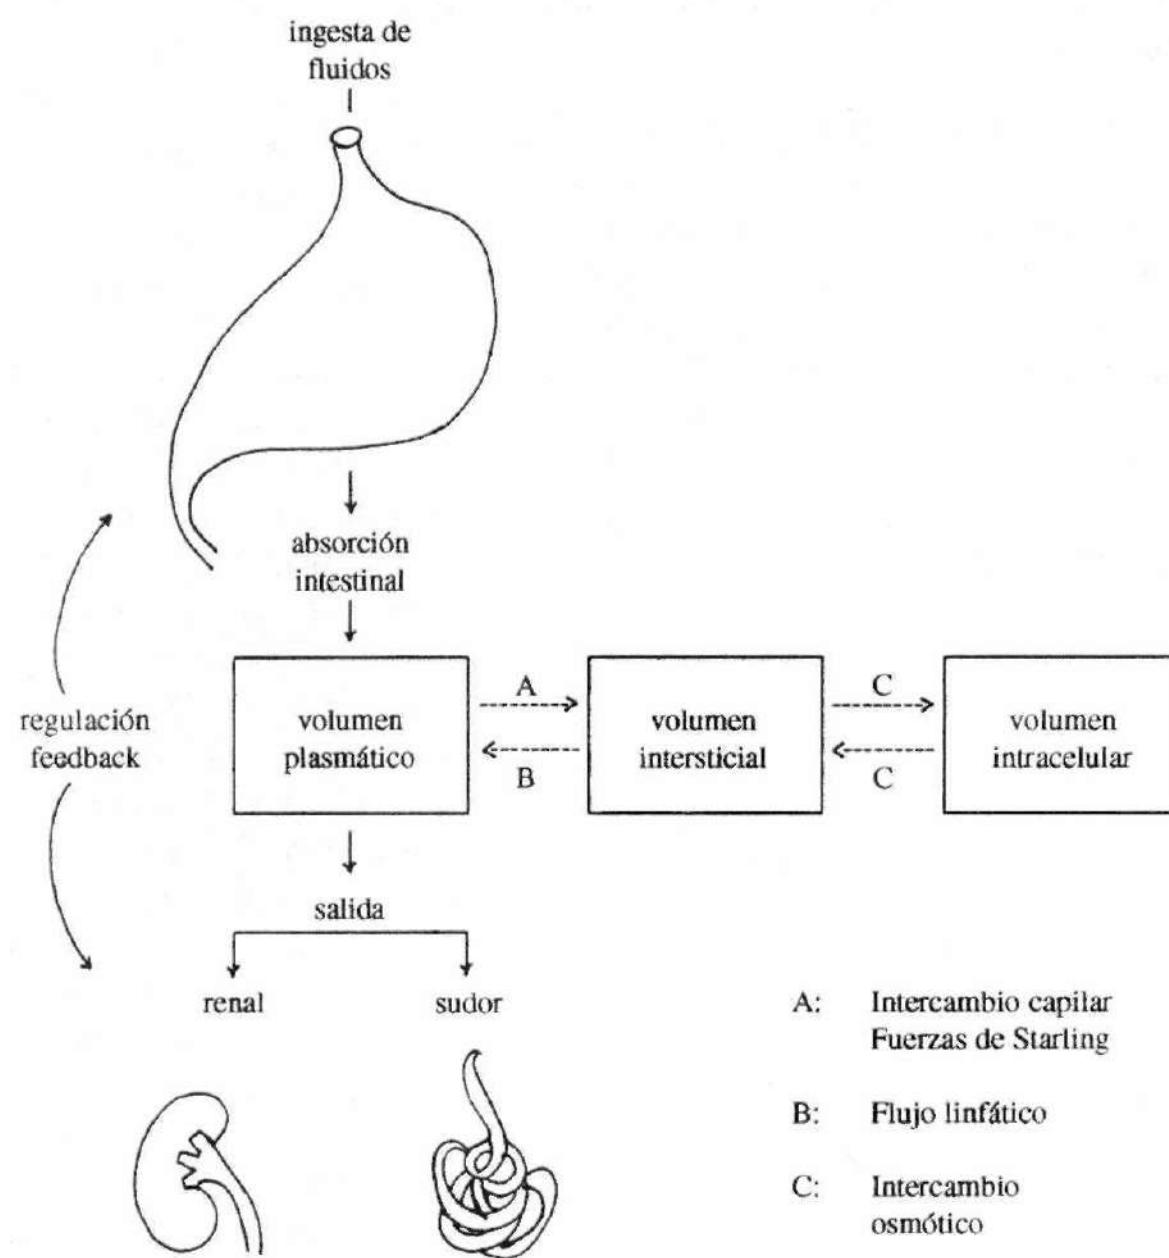 ingesta de
fluidos
absorción
intestinal
regulación
feedback
volumen
plasmático
A
B
volumen
intersticial
C
C
volumen
intracelular
salida
renal
sudor
A: Intercambio capilar
Fuerzas de Starling
B: Flujo linfático
C: Intercambio
osmótico